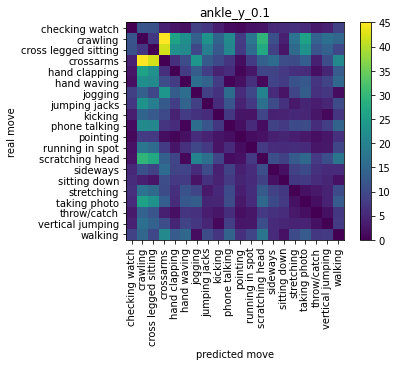 ankle_y_0.1
real move
checking watch
crawling
cross legged sitting
crossarms
hand clapping
hand waving
jogging
jumping jacks
kicking
phone talking
pointing
running in spot
scratching head
sideways
sitting down
stretching
taking photo
throw/catch
vertical jumping
walking
checking watch
crawling
cross legged sitting
crossarms
hand clapping
hand waving
jogging
jumping jacks
kicking
phone talking
pointing
running in spot
scratching head
sideways
sitting down
stretching
taking photo
throw/catch
vertical jumping
walking
predicted move
45
40
35
30
25
20
15
10
5
0